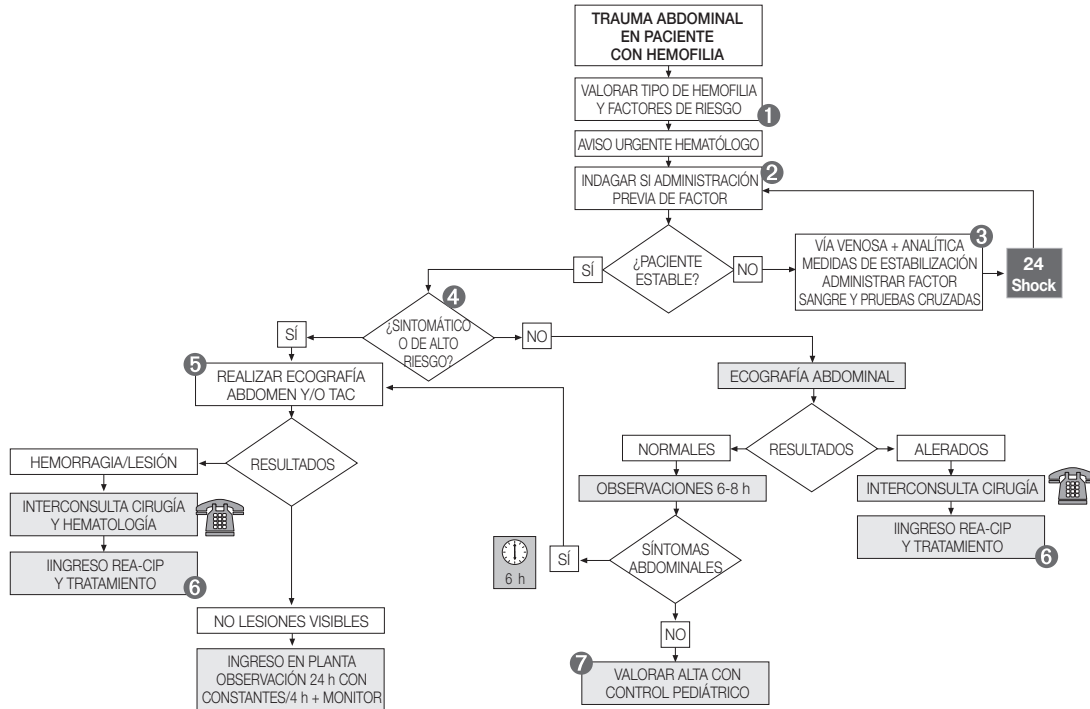 TRAUMA ABDOMINAL
EN PACIENTE
CON HEMOFILIA
VALORAR TIPO DE HEMOFILIA
Y FACTORES DE RIESGO
1
AVISO URGENTE HEMATÓLOGO
2
INDAGAR SI ADMINISTRACIÓN
PREVIA DE FACTOR
¿PACIENTE
ESTABLE?
SÍ
NO
3
VÍA VENOSA + ANALÍTICA
MEDIDAS DE ESTABILIZACIÓN
ADMINISTRAR FACTOR
SANGRE Y PRUEBAS CRUZADAS
24
Shock
4
¿SINTOMÁTICO
O DE ALTO
RIESGO?
SÍ
NO
5
REALIZAR ECOGRAFÍA
ABDOMEN Y/O TAC
RESULTADOS
HEMORRAGIA/LESIÓN
INTERCONSULTA CIRUGÍA
Y HEMATOLOGÍA
IINGRESO REA-CIP
Y TRATAMIENTO
6
NO LESIONES VISIBLES
INGRESO EN PLANTA
OBSERVACIÓN 24 h CON
CONSTANTES/4 h + MONITOR
ECOGRAFÍA ABDOMINAL
RESULTADOS
NORMALES
ALERADOS
OBSERVACIONES 6-8 h
INTERCONSULTA CIRUGÍA
IINGRESO REA-CIP
Y TRATAMIENTO
6
SÍNTOMAS
ABDOMINALES
SÍ
6 h
NO
7
VALORAR ALTA CON
CONTROL PEDIÁTRICO